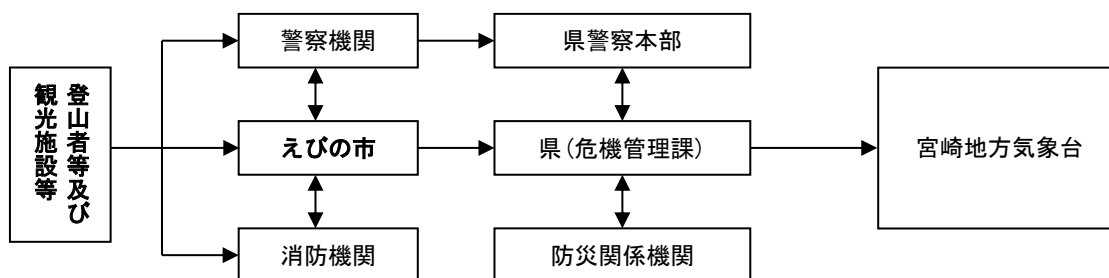 登山者等及び
観光施設等
警察機関
県警察本部
えびの市
県（危機管理課）
宮崎地方気象台
消防機関
防災関係機関